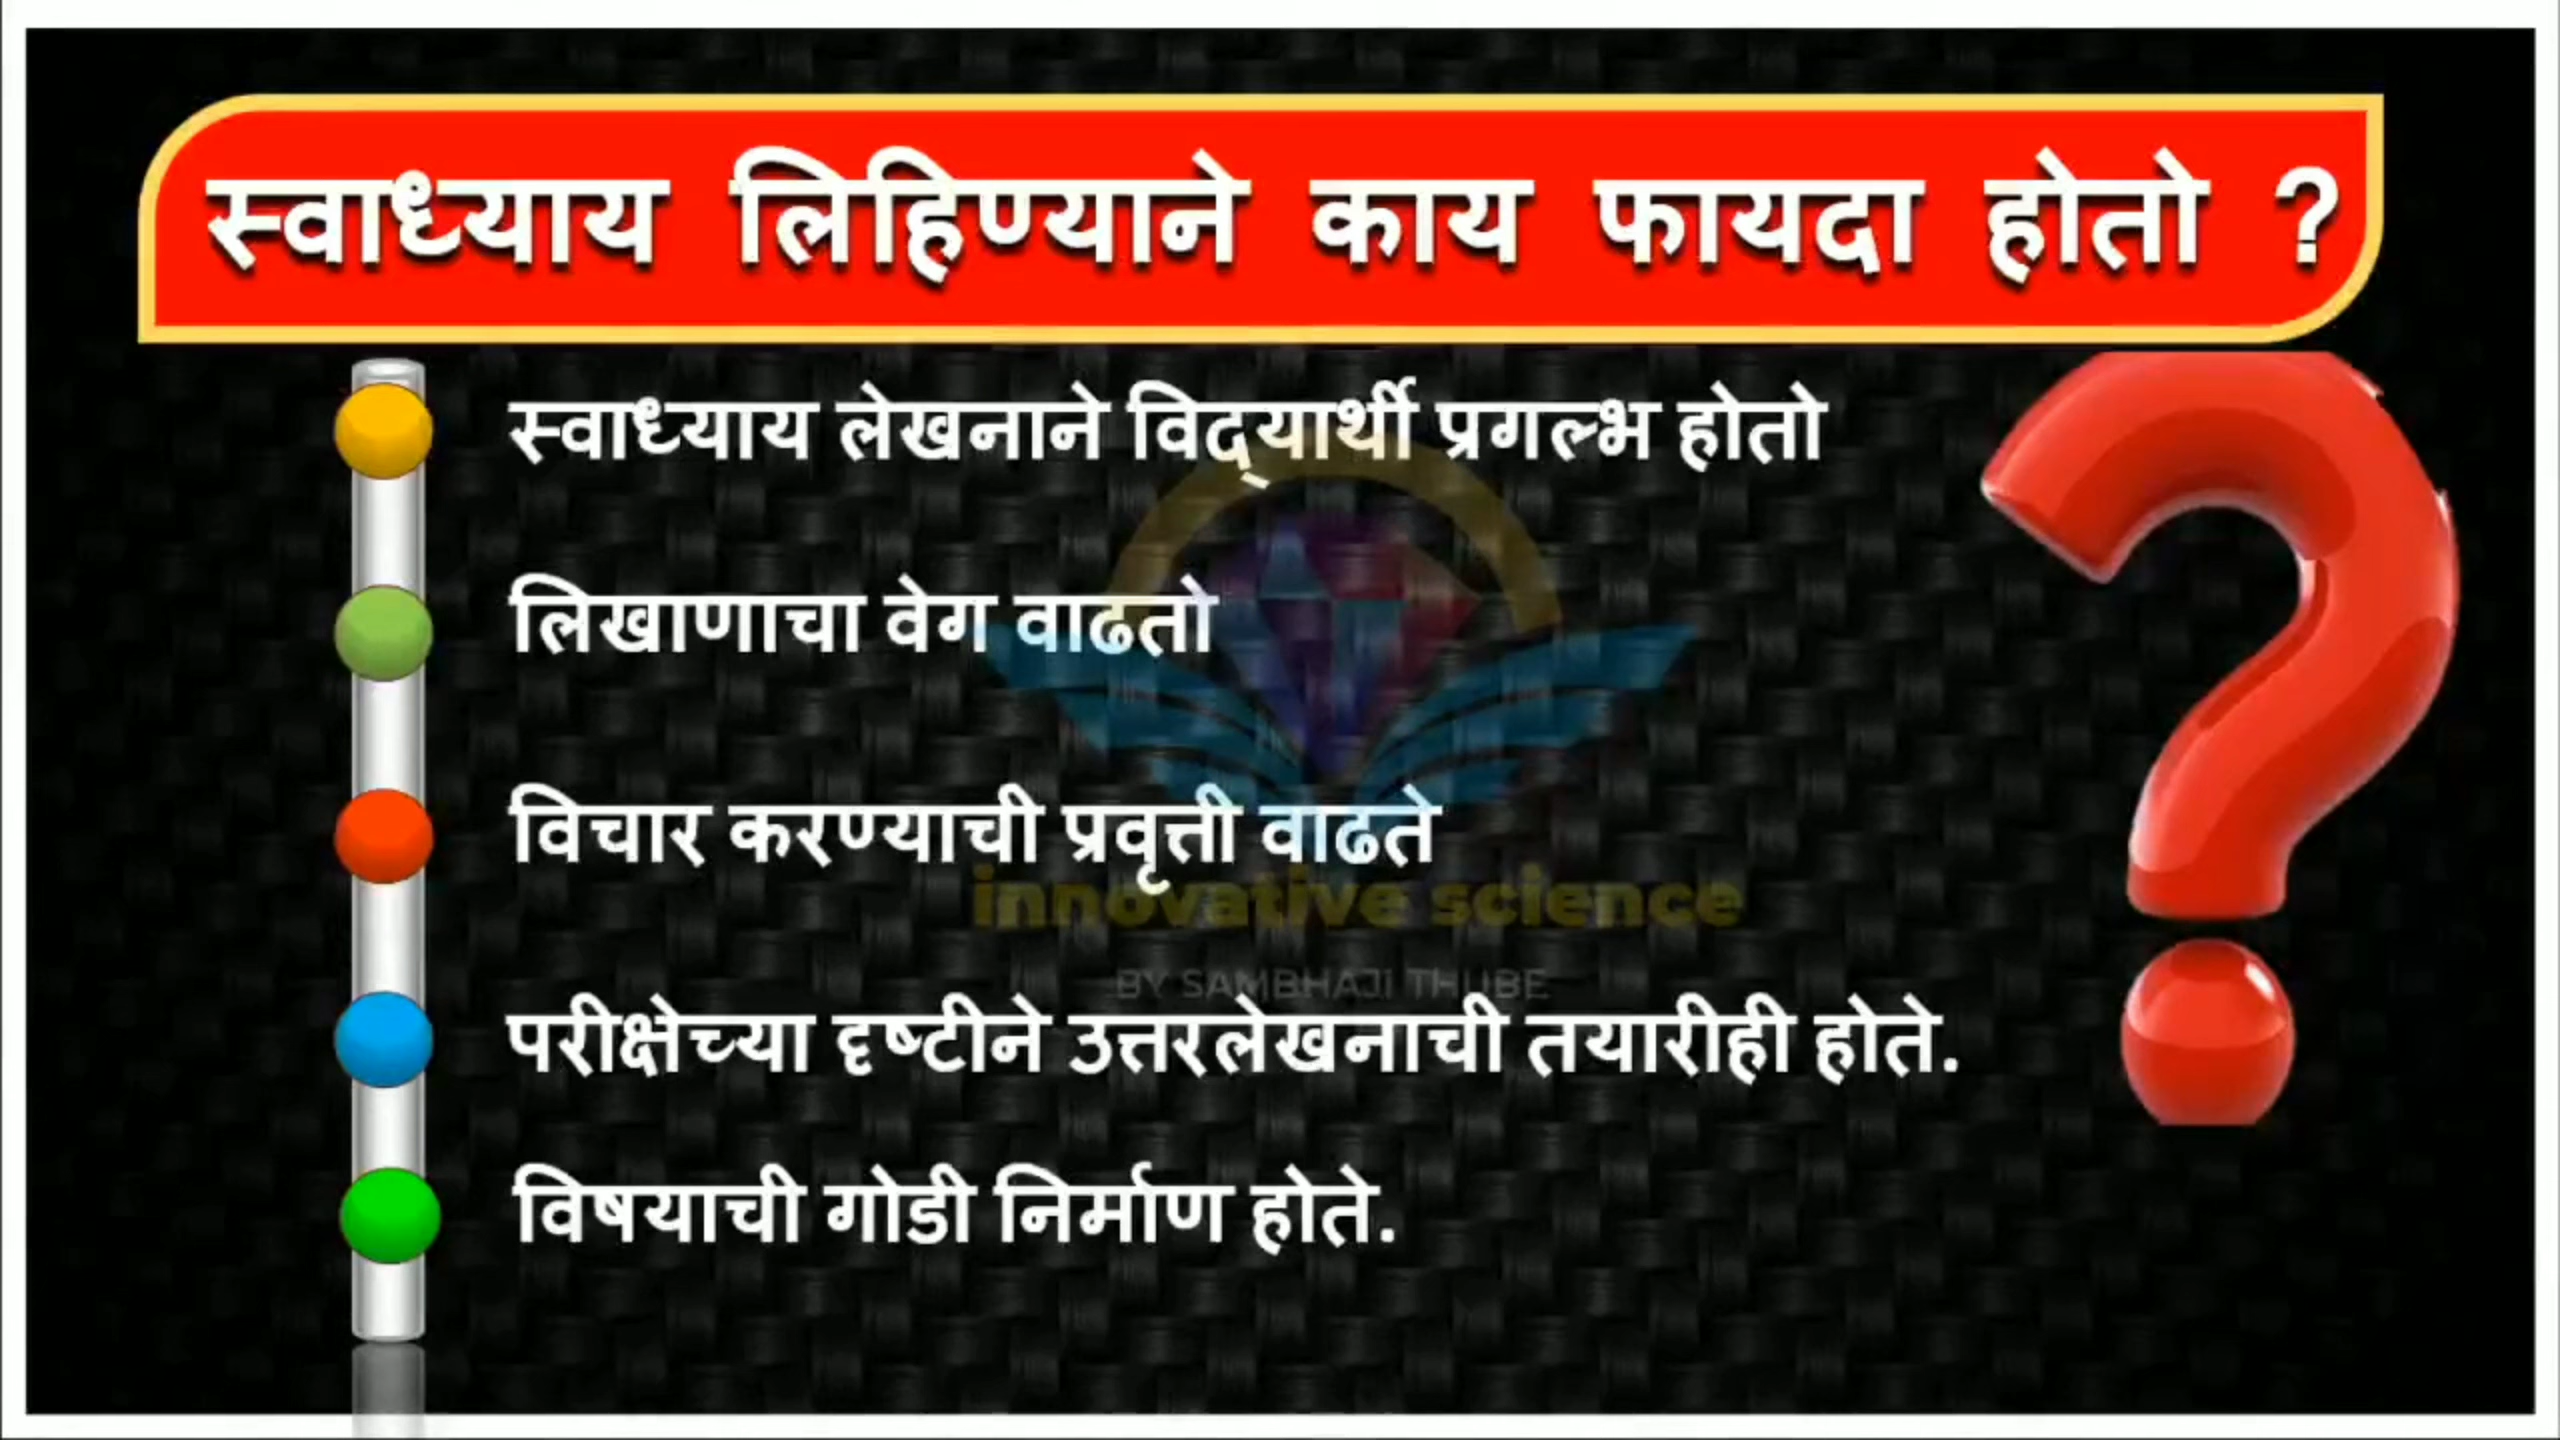 स्वाध्याय लिहिण्याने काय फायदा होतो ?
स्वाध्याय लेखनाने विद्‌यार्थी प्रगल्भ होतो
लिखाणाचा वेग वाढतो
विचार करण्याची प्रवृत्ती वाढते
innovative science
BY SAMBHAJI THUBE
परीक्षेच्या दृष्टीने उत्तरलेखनाची तयारीही होते.
विषयाची गोडी निर्माण होते.